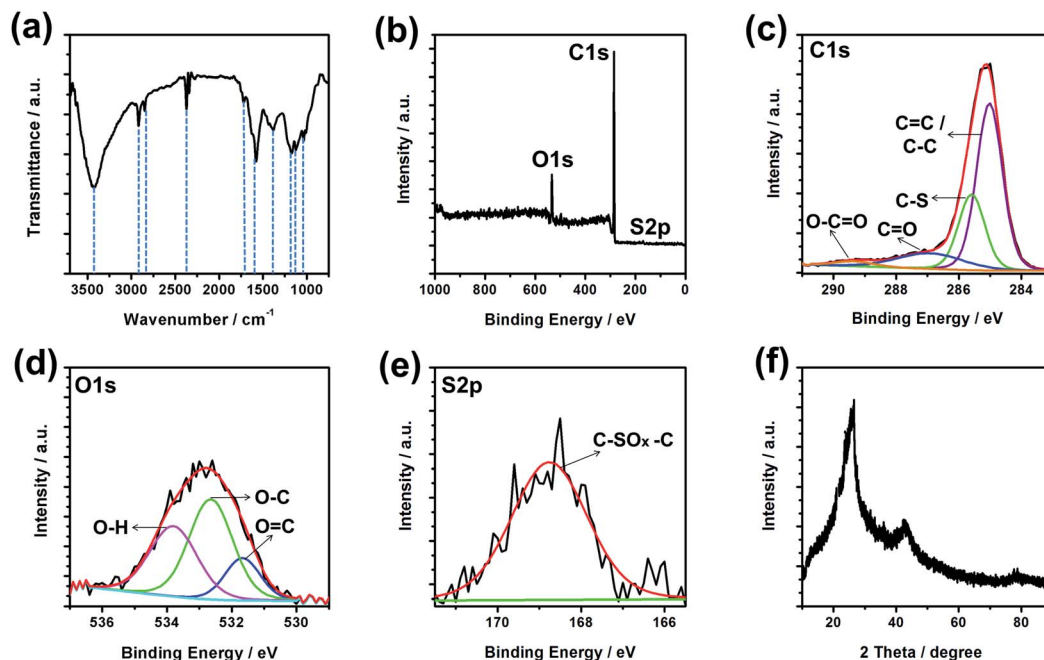 (a)
Transmittance / a.u.
3500 3000 2500 2000 1500 1000
Wavenumber / cm⁻¹
(b)
Intensity / a.u.
C1s
O1s
S2p
1000 800 600 400 200 0
Binding Energy / eV
(c)
C1s
Intensity / a.u.
C=C /
C-C
C-S
O-C=O
C=O
290 288 286 284
Binding Energy / eV
(d)
O1s
Intensity / a.u.
O-H
O-C
O=C
536 534 532 530
Binding Energy / eV
(e)
S2p
Intensity / a.u.
C-SOₓ -C
170 168 166
Binding Energy / eV
(f)
Intensity / a.u.
20 40 60 80
2 Theta / degree